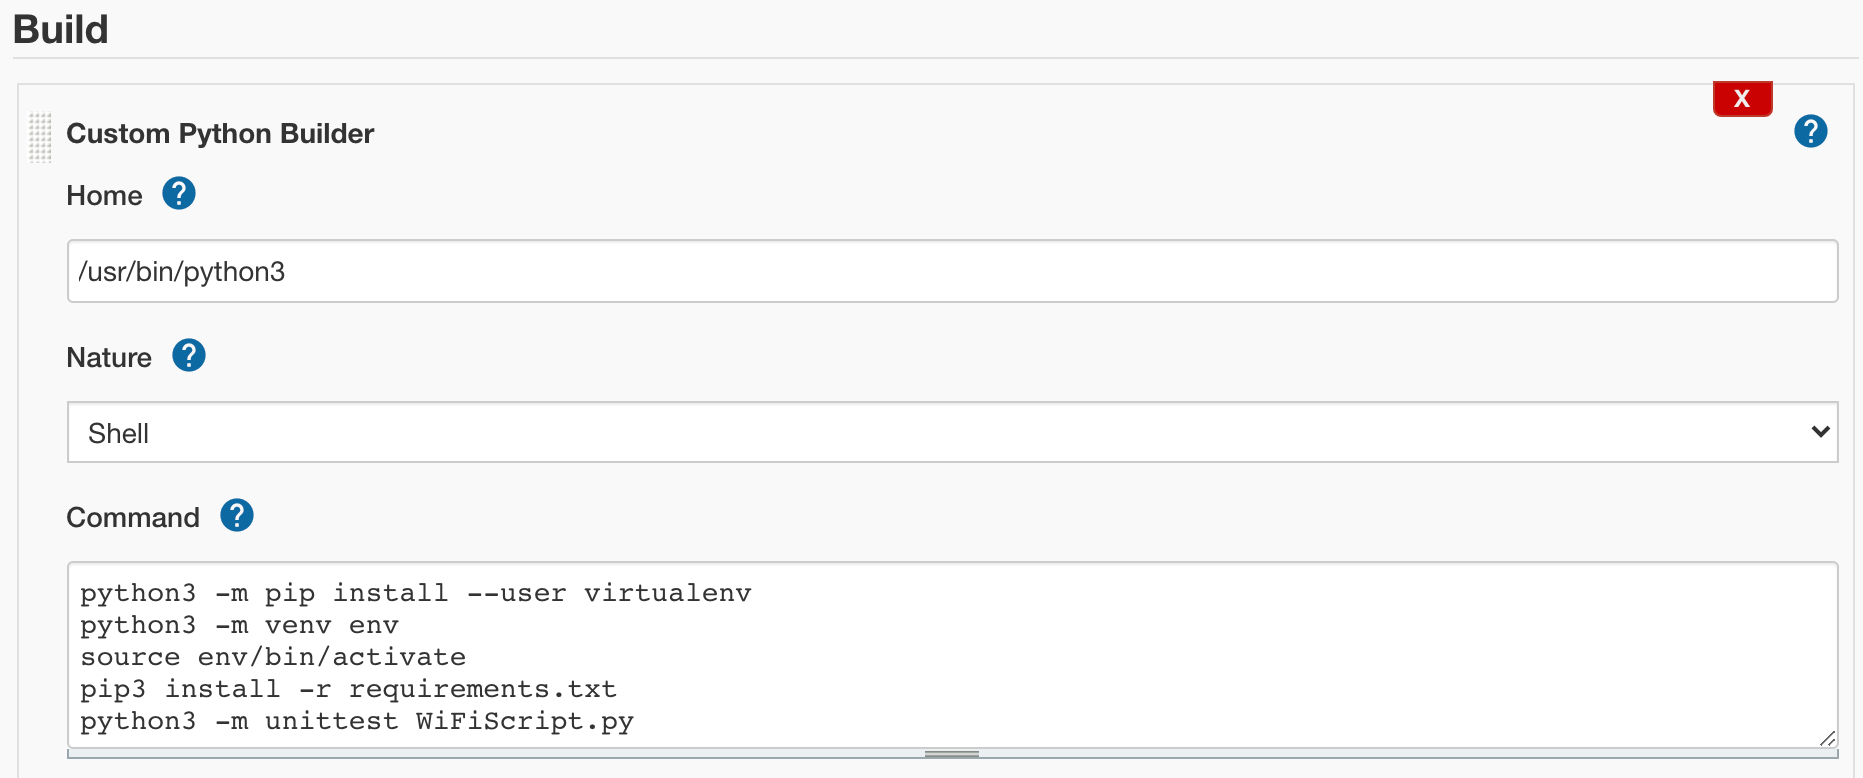 Build
X
Custom Python Builder
?
Home ?
/usr/bin/python3
Nature ?
Shell
Command ?
python3 -m pip install --user virtualenv
python3 -m venv env
source env/bin/activate
pip3 install -r requirements.txt
python3 -m unittest WiFiScript.py